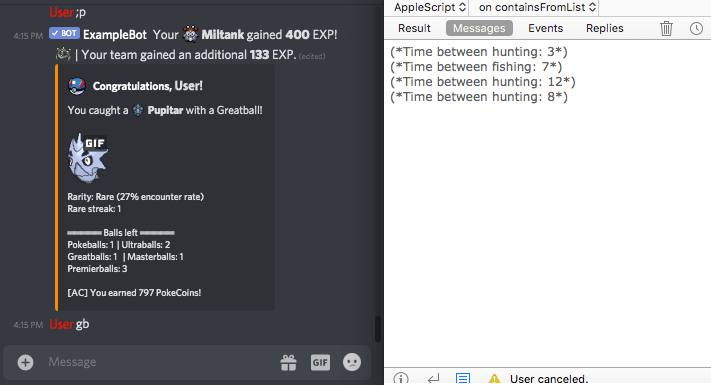 User ;p
4:15 PM ✓ BOT ExampleBot Your Miltank gained 400 EXP!
| Your team gained an additional 133 EXP. (edited)
Congratulations, User!
You caught a Pupitar with a Greatball!
GIF
Rarity: Rare (27% encounter rate)
Rare streak: 1
══════ Balls left ══════
Pokeballs: 1 | Ultraballs: 2
Greatballs: 1 | Masterballs: 1
Premierballs: 3
[AC] You earned 797 PokeCoins!
4:15 PM User gb
Message
GIF
AppleScript on containsFromList
Result Messages Events Replies
(*Time between hunting: 3*)
(*Time between fishing: 7*)
(*Time between hunting: 12*)
(*Time between hunting: 8*)
User canceled.